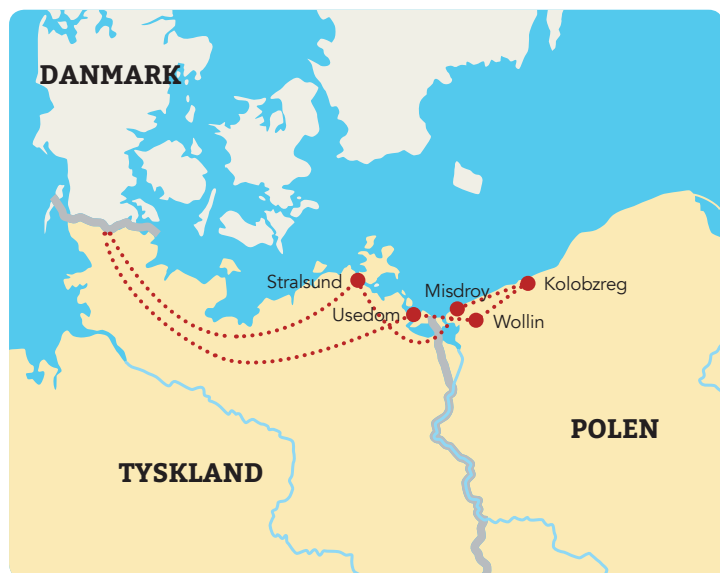 DANMARK
Stralsund
Misdroy
Kolobzreg
Usedom
Wollin
POLEN
TYSKLAND